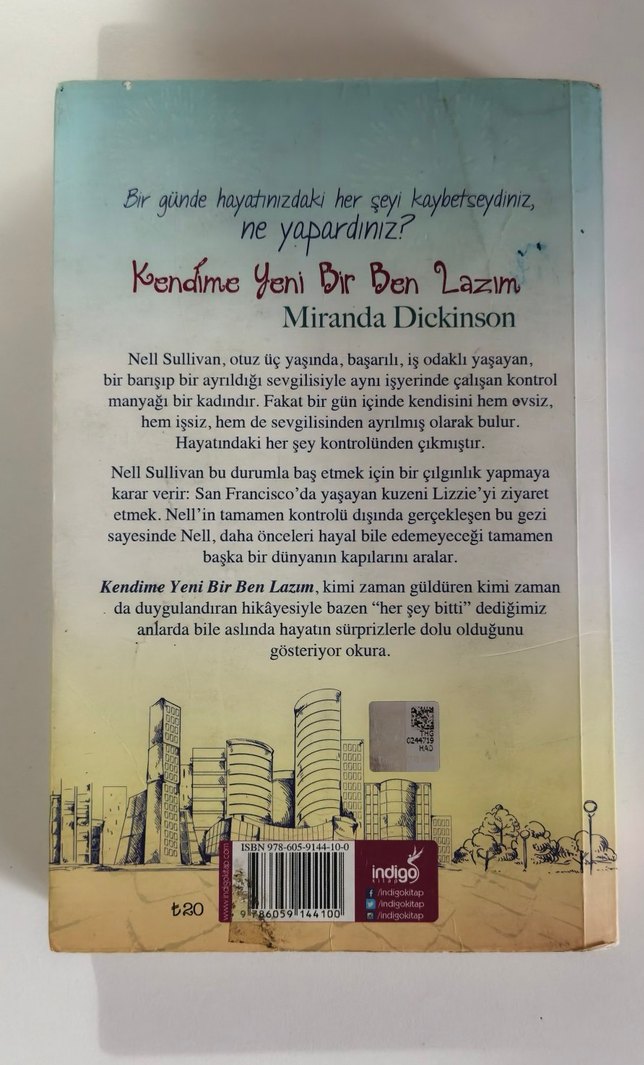 Bir günde hayatınızdaki her şeyi kaybetseydiniz,
ne yapardınız?
Kendime Yeni Bir Ben Lazım
Miranda Dickinson
Nell Sullivan, otuz üç yaşında, başarılı, iş odaklı yaşayan,
bir barışıp bir ayrıldığı sevgilisiyle aynı işyerinde çalışan kontrol
manyağı bir kadındır. Fakat bir gün içinde kendisini hem evsiz,
hem işsiz, hem de sevgilisinden ayrılmış olarak bulur.
Hayatındaki her şey kontrolünden çıkmıştır.
Nell Sullivan bu durumla baş etmek için bir çılgınlık yapmaya
karar verir: San Francisco’da yaşayan kuzeni Lizzie’yi ziyaret
etmek. Nell’in tamamen kontrolü dışında gerçekleşen bu gezi
sayesinde Nell, daha önceleri hayal bile edemeyeceği tamamen
başka bir dünyanın kapılarını aralar.
Kendime Yeni Bir Ben Lazım, kimi zaman güldüren kimi zaman
da duygulandıran hikâyesiyle bazen “her şey bitti” dediğimiz
anlarda bile aslında hayatın sürprizlerle dolu olduğunu
gösteriyor okura.
THG
0244719
HAD
ISBN 978-605-9144-10-0
www.indigokitap.com
indigo
kitap
/indigokitap
/indigokitap
/indigokitap
₺20
9 786059 144100